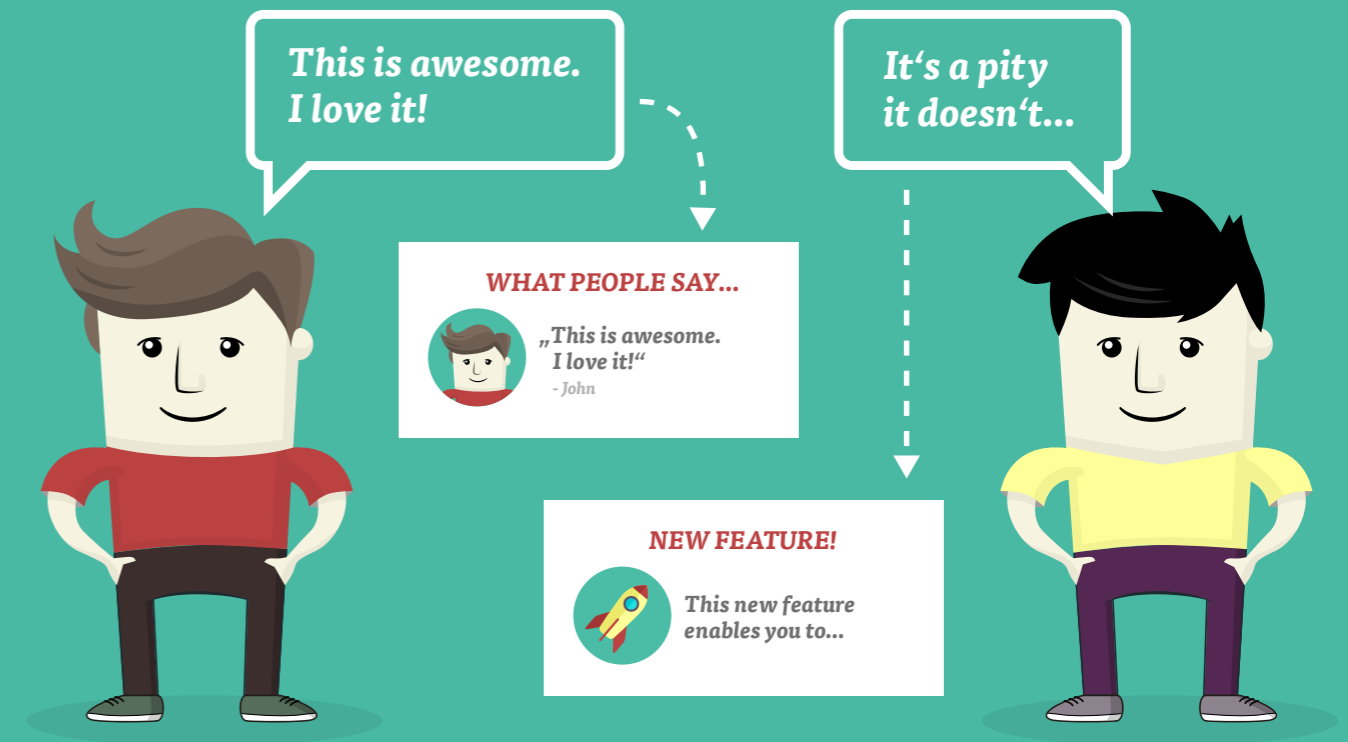 This is awesome.
I love it!
It‘s a pity
it doesn‘t...
WHAT PEOPLE SAY...
„This is awesome.
I love it!“
- John
NEW FEATURE!
This new feature
enables you to...